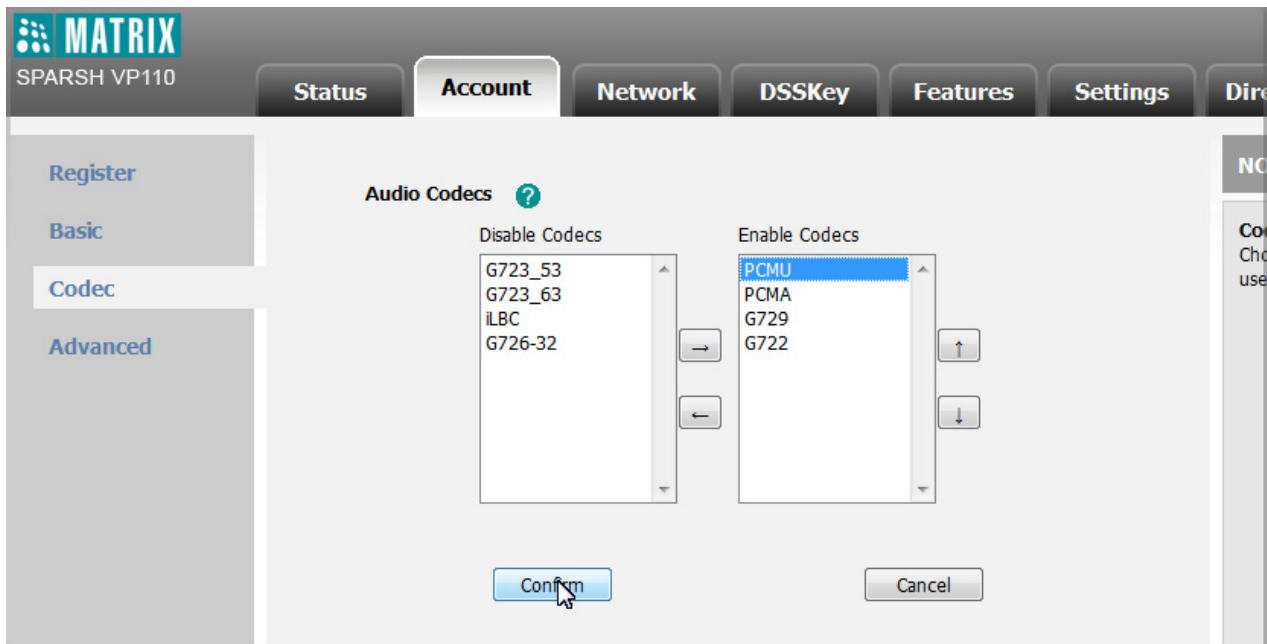 MATRIX
SPARSH VP110
Status Account Network DSSKey Features Settings
Register
Basic
Codec
Advanced
Audio Codecs ?
Disable Codecs Enable Codecs
G723_53 PCMU
G723_63 PCMA
iLBC G729
G726-32 G722
→
←
↑
↓
Confirm Cancel